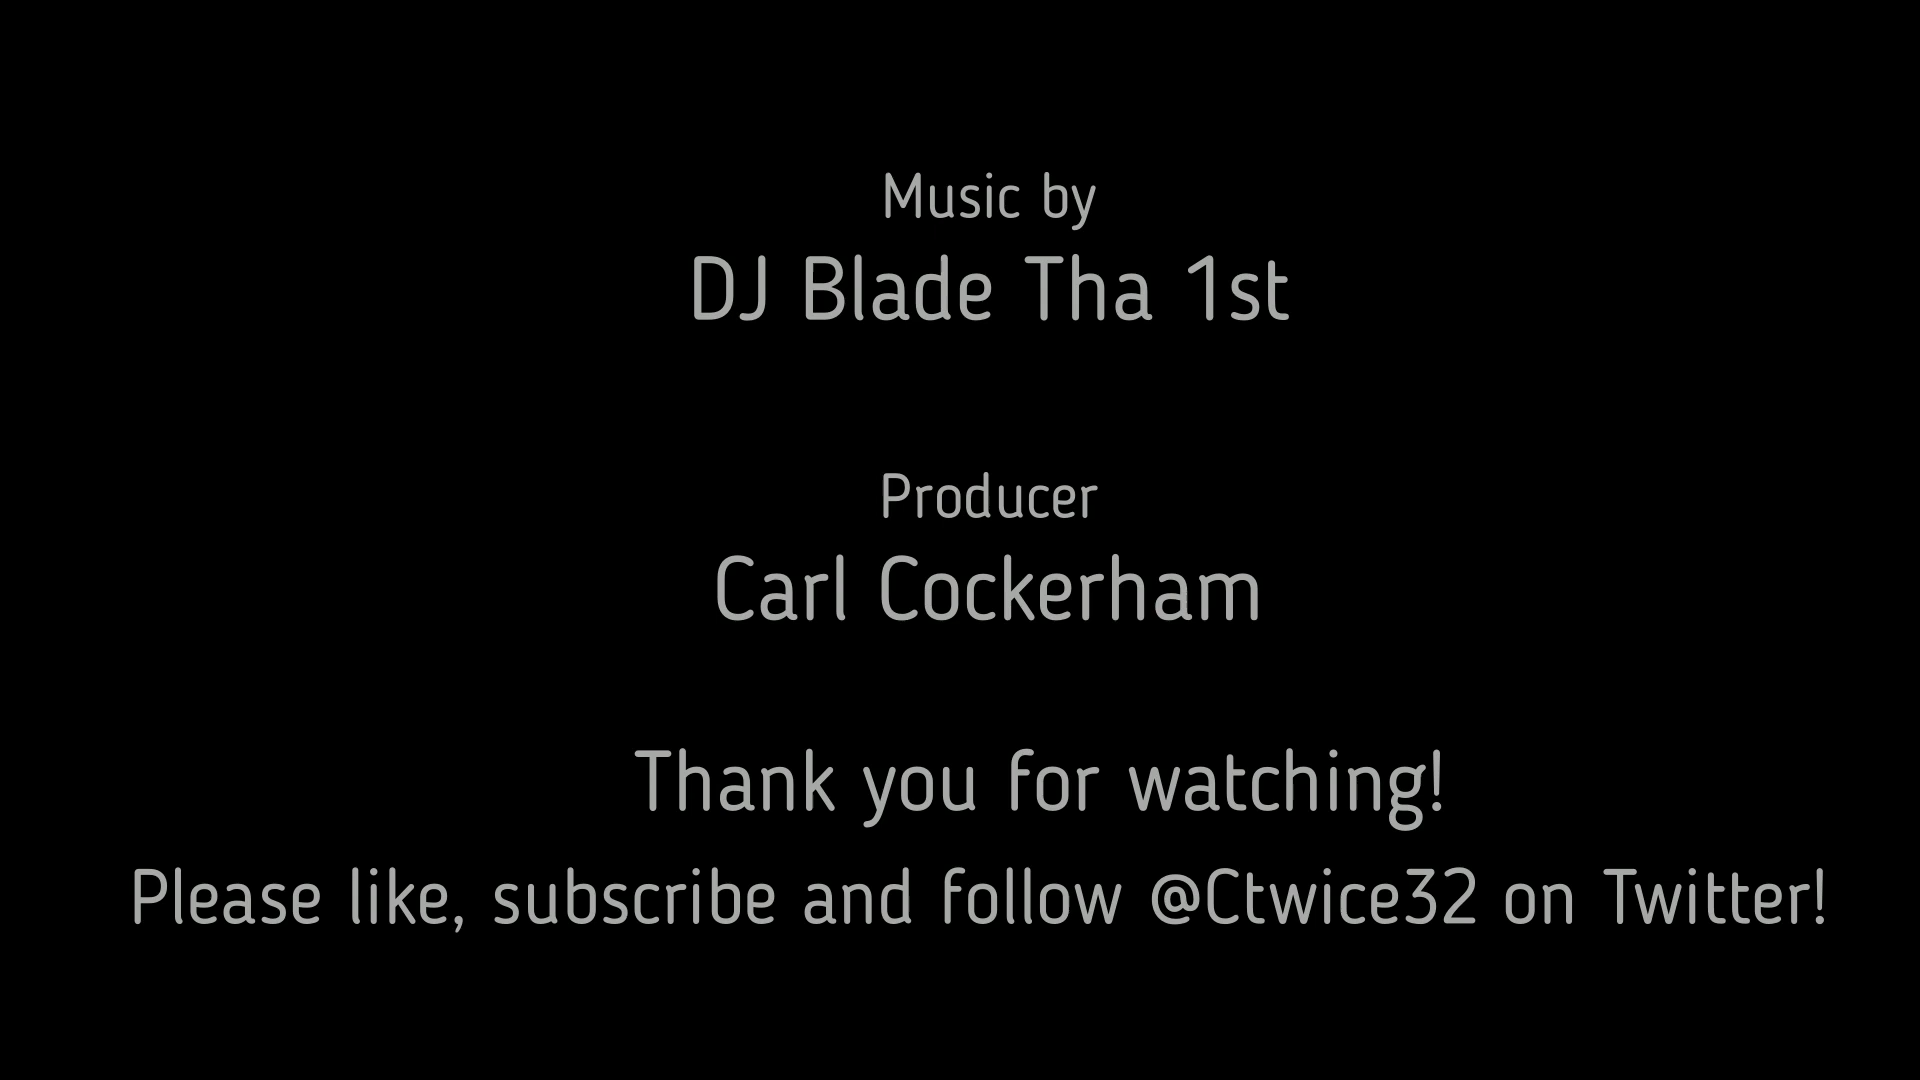 Music by
DJ Blade Tha 1st
Producer
Carl Cockerham
Thank you for watching!
Please like, subscribe and follow @Ctwice32 on Twitter!